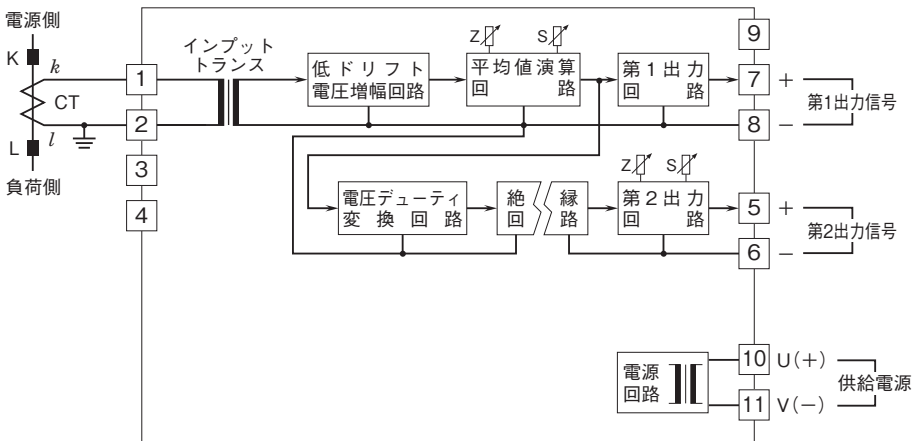 電源側
K
k
CT
L
l
負荷側
1
2
3
4
インプット
トランス
低ドリフト
電圧増幅回路
Z
S
平均値演算
回路
第1出力
回路
9
7
+
8
−
第1出力信号
電圧デューティ
変換回路
絶縁
回路
Z
S
第2出力
回路
5
+
6
−
第2出力信号
電源
回路
10
U(+)
11
V(−)
供給電源